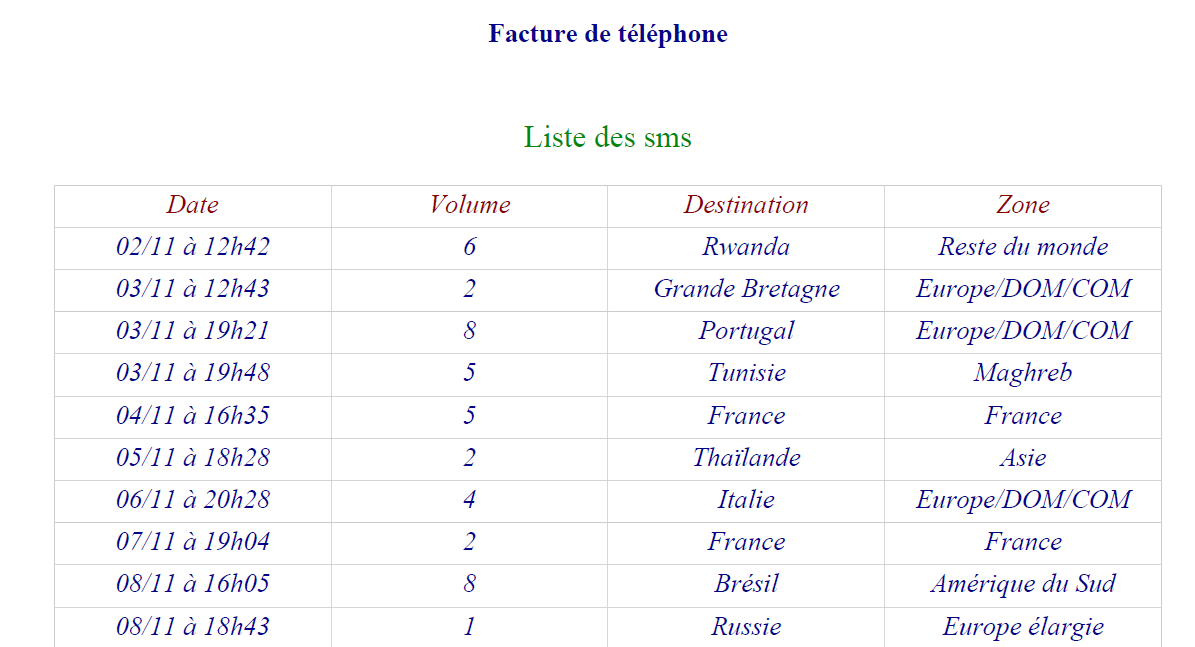 Facture de téléphone
Liste des sms
Date Volume Destination Zone
02/11 à 12h42 6 Rwanda Reste du monde
03/11 à 12h43 2 Grande Bretagne Europe/DOM/COM
03/11 à 19h21 8 Portugal Europe/DOM/COM
03/11 à 19h48 5 Tunisie Maghreb
04/11 à 16h35 5 France France
05/11 à 18h28 2 Thaïlande Asie
06/11 à 20h28 4 Italie Europe/DOM/COM
07/11 à 19h04 2 France France
08/11 à 16h05 8 Brésil Amérique du Sud
08/11 à 18h43 1 Russie Europe élargie